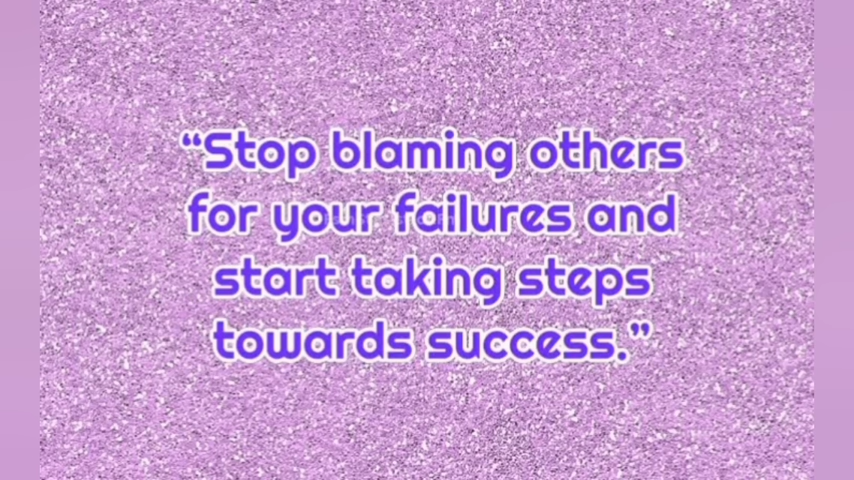 “Stop blaming others
for your failures and
start taking steps
towards success.”